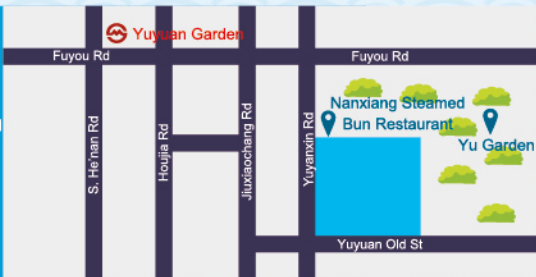 Yuyuan Garden
Fuyou Rd
Fuyou Rd
S. He'nan Rd
Houjia Rd
Jiuxiaochang Rd
Yuyanxin Rd
Nanxiang Steamed
Bun Restaurant
Yu Garden
Yuyuan Old St